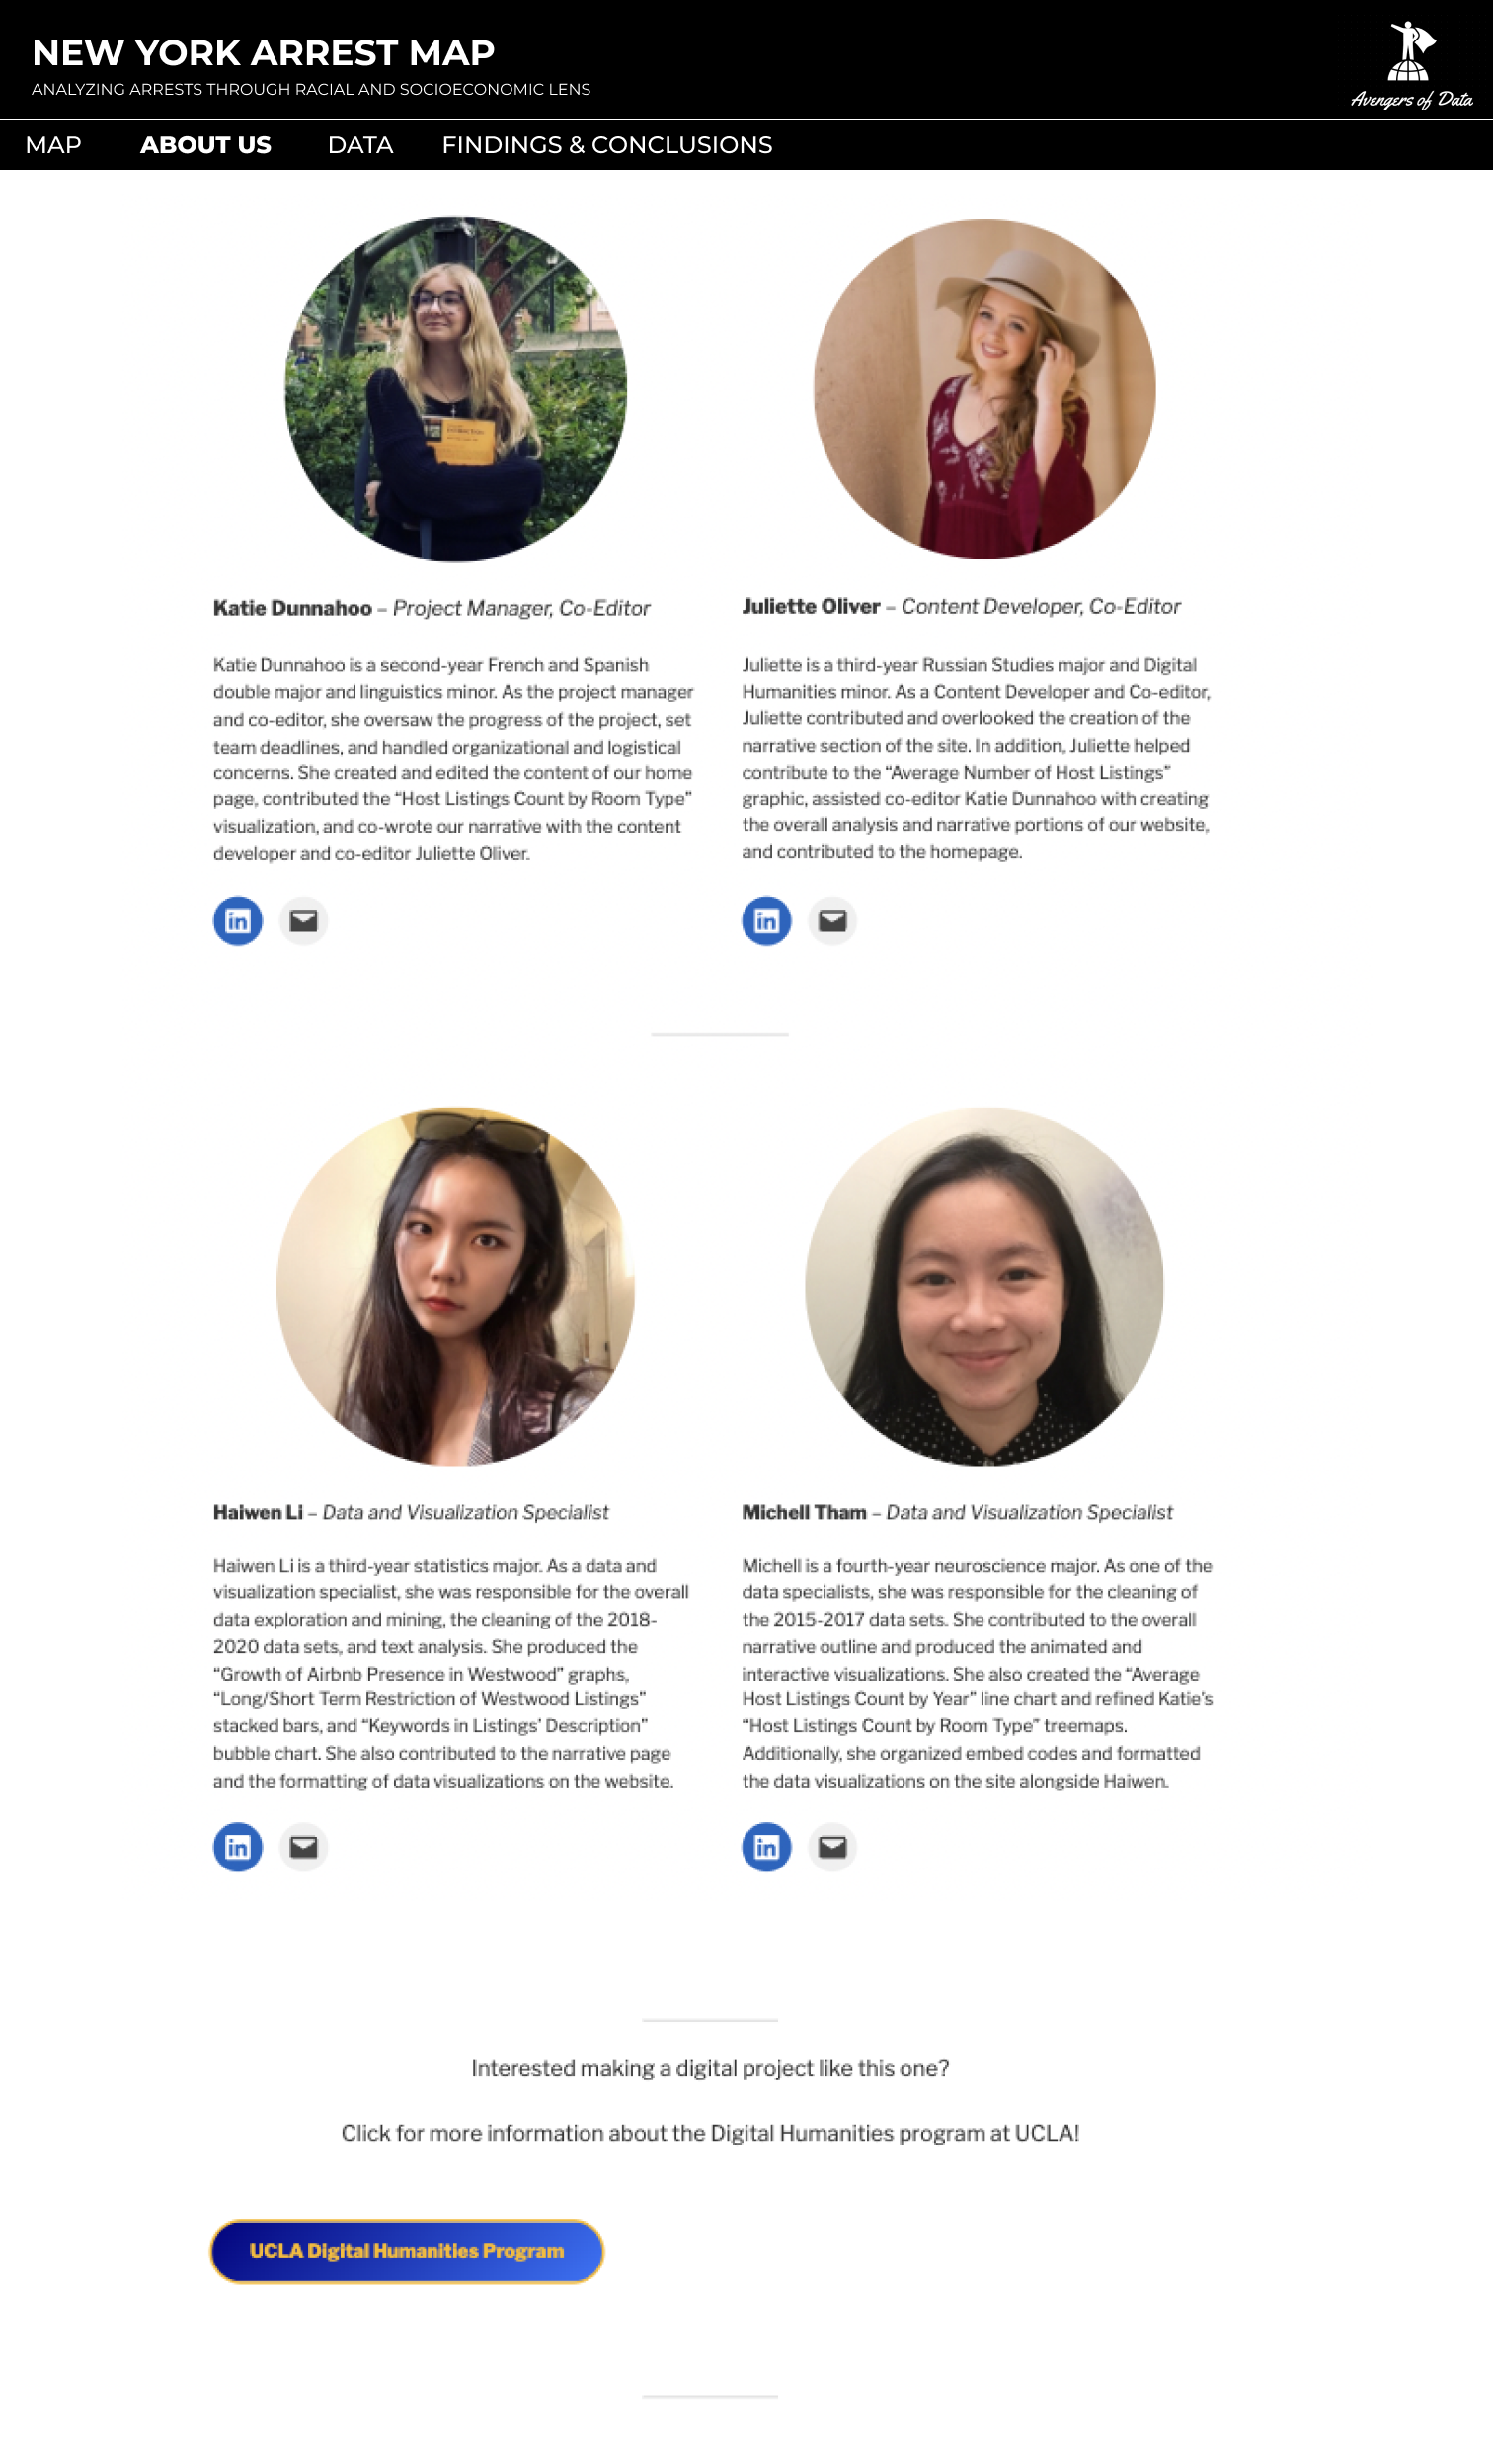 NEW YORK ARREST MAP
ANALYZING ARRESTS THROUGH RACIAL AND SOCIOECONOMIC LENS
Avengers of Data
MAP ABOUT US DATA FINDINGS & CONCLUSIONS
Katie Dunnahoo – Project Manager, Co-Editor
Katie Dunnahoo is a second-year French and Spanish
double major and linguistics minor. As the project manager
and co-editor, she oversaw the progress of the project, set
team deadlines, and handled organizational and logistical
concerns. She created and edited the content of our home
page, contributed the “Host Listings Count by Room Type”
visualization, and co-wrote our narrative with the content
developer and co-editor Juliette Oliver.
in
Juliette Oliver – Content Developer, Co-Editor
Juliette is a third-year Russian Studies major and Digital
Humanities minor. As a Content Developer and Co-editor,
Juliette contributed and overlooked the creation of the
narrative section of the site. In addition, Juliette helped
contribute to the “Average Number of Host Listings”
graphic, assisted co-editor Katie Dunnahoo with creating
the overall analysis and narrative portions of our website,
and contributed to the homepage.
in
Haiwen Li – Data and Visualization Specialist
Haiwen Li is a third-year statistics major. As a data and
visualization specialist, she was responsible for the overall
data exploration and mining, the cleaning of the 2018-
2020 data sets, and text analysis. She produced the
“Growth of Airbnb Presence in Westwood” graphs,
“Long/Short Term Restriction of Westwood Listings”
stacked bars, and “Keywords in Listings’ Description”
bubble chart. She also contributed to the narrative page
and the formatting of data visualizations on the website.
in
Michell Tham – Data and Visualization Specialist
Michell is a fourth-year neuroscience major. As one of the
data specialists, she was responsible for the cleaning of
the 2015-2017 data sets. She contributed to the overall
narrative outline and produced the animated and
interactive visualizations. She also created the “Average
Host Listings Count by Year” line chart and refined Katie’s
“Host Listings Count by Room Type” treemaps.
Additionally, she organized embed codes and formatted
the data visualizations on the site alongside Haiwen.
in
Interested making a digital project like this one?
Click for more information about the Digital Humanities program at UCLA!
UCLA Digital Humanities Program